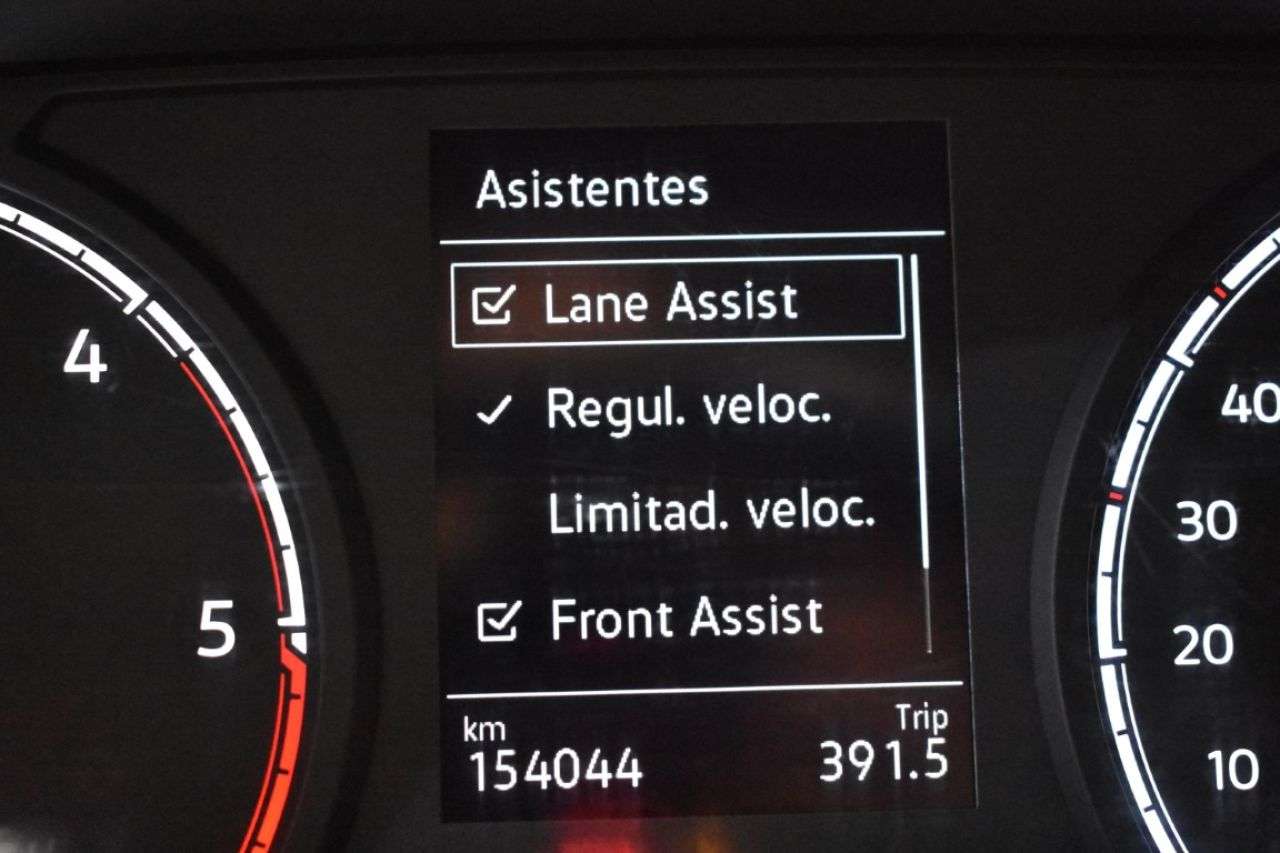 Asistentes
Lane Assist
Regul. veloc.
Limitad. veloc.
Front Assist
km Trip
154044 391.5
4
5
40
30
20
10